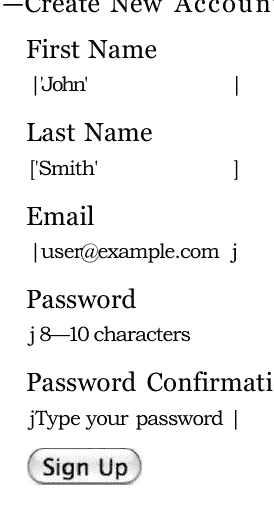 —Create New Accoun
First Name
|'John' |
Last Name
['Smith' ]
Email
|user@example.com j
Password
j 8—10 characters
Password Confirmati
jType your password |
Sign Up